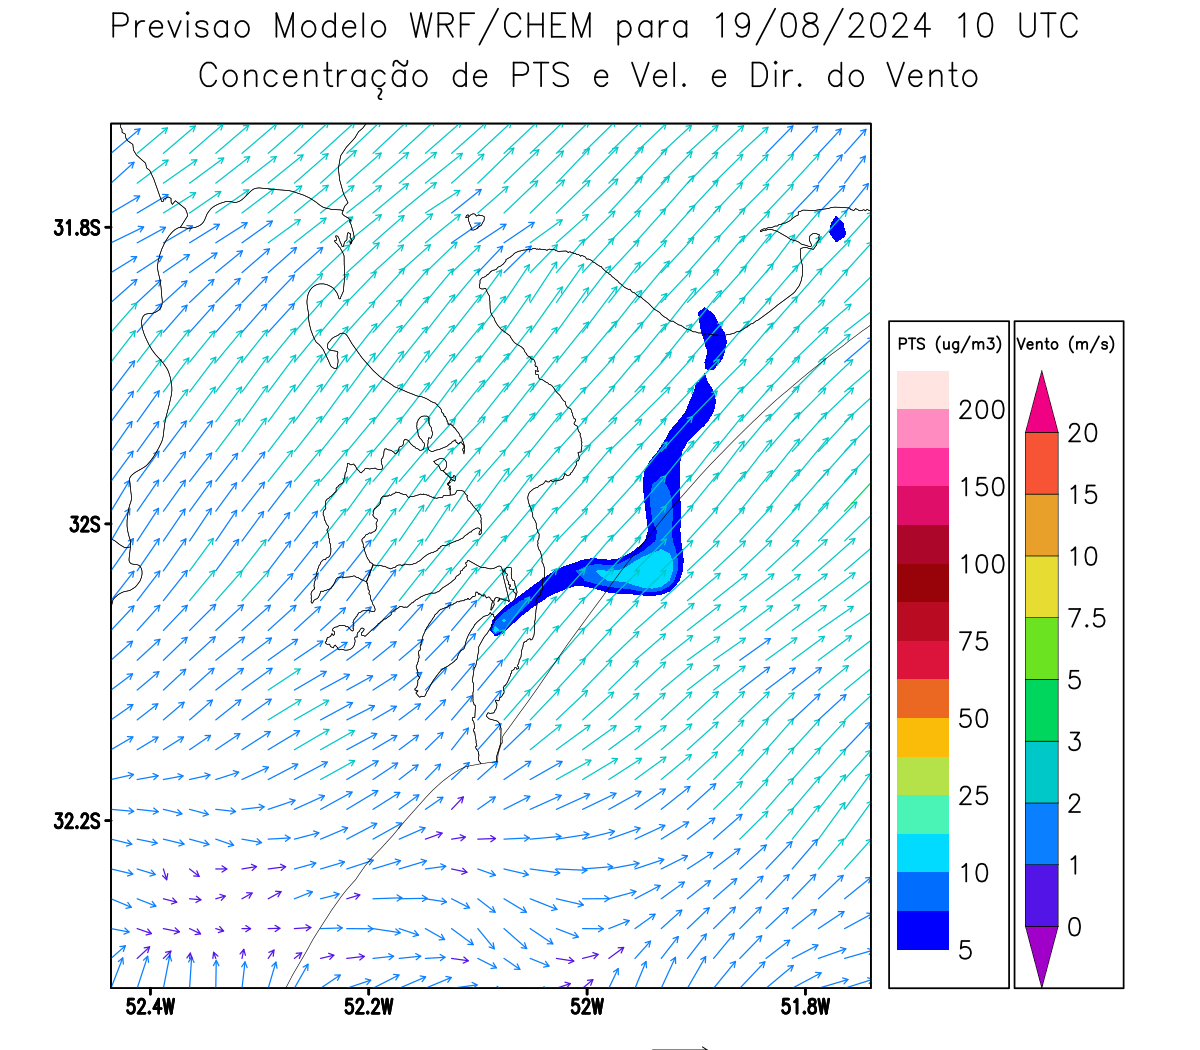 Previsao Modelo WRF/CHEM para 19/08/2024 10 UTC
Concentração de PTS e Vel. e Dir. do Vento
31.8S
32S
32.2S
52.4W
52.2W
52W
51.8W
PTS (ug/m3)
200
150
100
75
50
25
10
5
Vento (m/s)
20
15
10
7.5
5
3
2
1
0